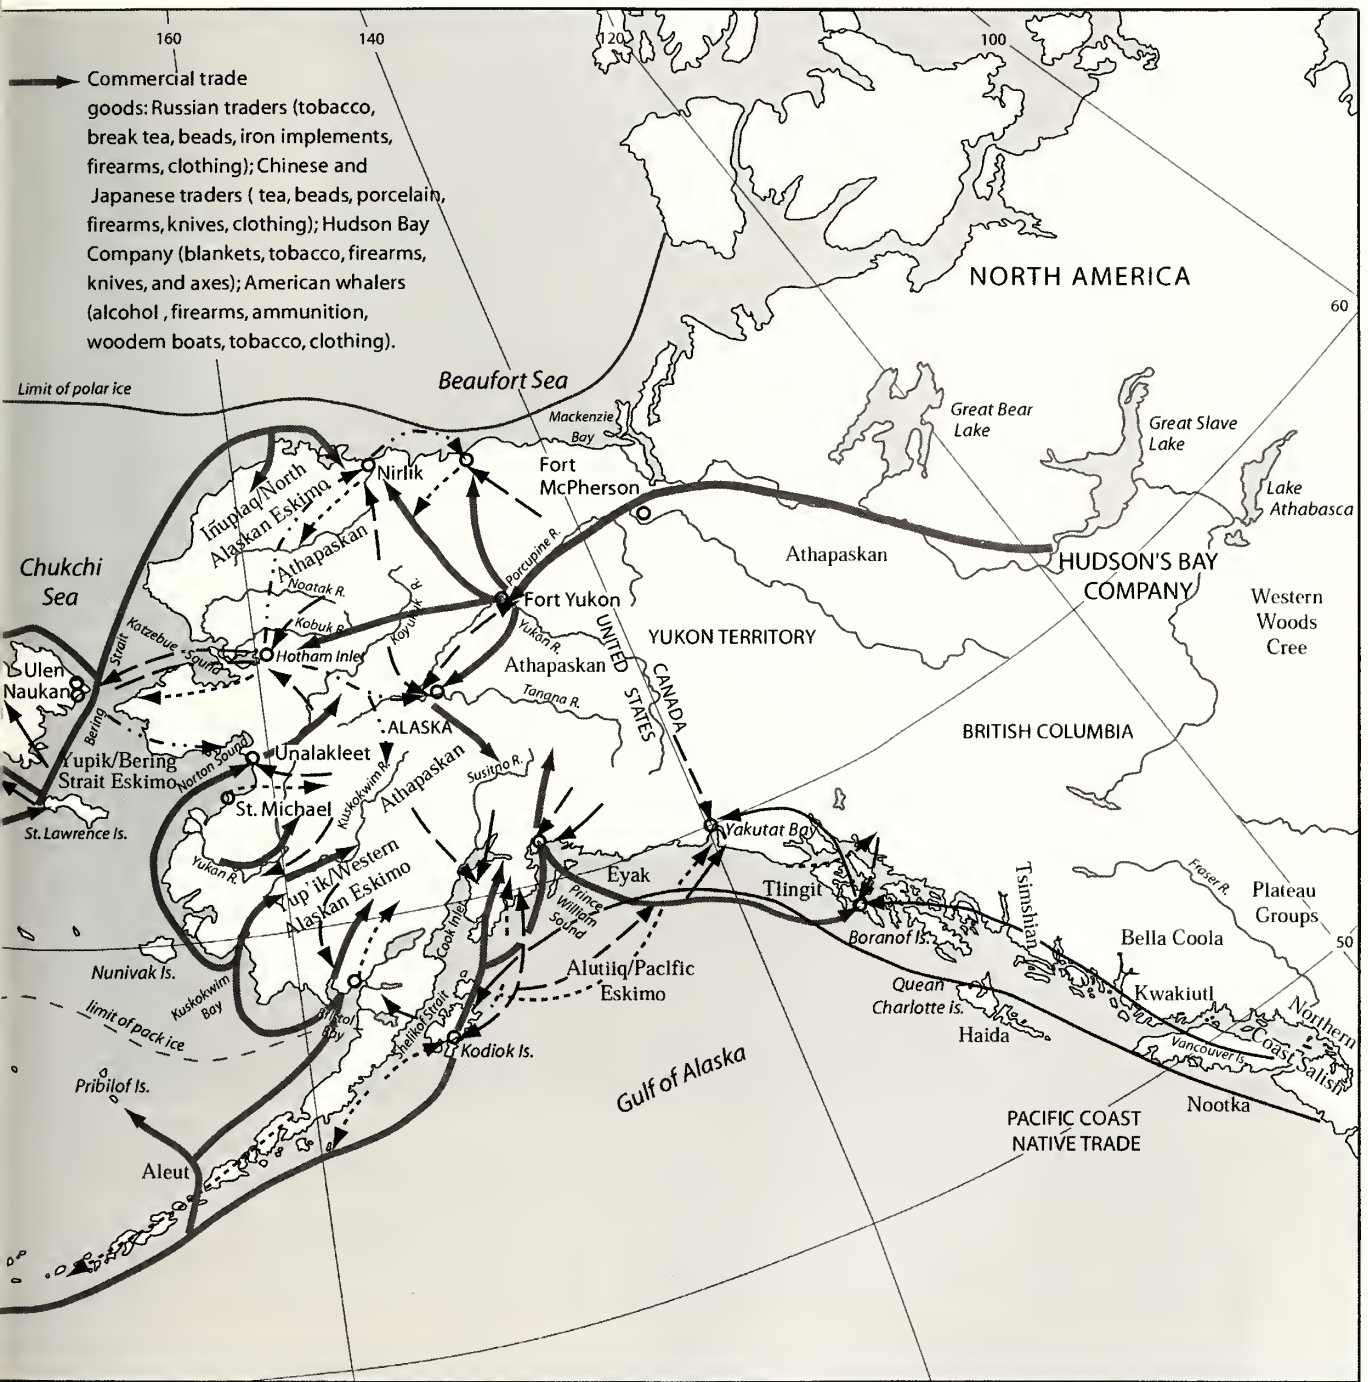 160
140
120
100
Commercial trade
goods: Russian traders (tobacco,
break tea, beads, iron implements,
firearms, clothing); Chinese and
Japanese traders ( tea, beads, porcelain,
firearms, knives, clothing); Hudson Bay
Company (blankets, tobacco, firearms,
knives, and axes); American whalers
(alcohol , firearms, ammunition,
woodem boats, tobacco, clothing).
NORTH AMERICA
60
Limit of polar ice
Beaufort Sea
Mackenzie
Bay
Great Bear
Lake
Great Slave
Lake
Lake
Athabasca
Nirlik
Fort
McPherson
Iñupiaq/North
Alaskan Eskimo
Athapaskan
Porcupine R.
Athapaskan
HUDSON'S BAY
COMPANY
Western
Woods
Cree
Chukchi
Sea
Noatak R.
Kobuk R.
Koyukuk R.
Fort Yukon
Yukon R.
UNITED
STATES
CANADA
YUKON TERRITORY
Strait
Katzebue Sound
Hotham Inle
Athapaskan
Tanana R.
Ulen
Naukan
Bering
ALASKA
BRITISH COLUMBIA
Norton Sound
Unalakleet
Yupik/Bering
Strait Eskimo
Athapaskan
Susitno R.
St. Michael
Kuskokwim R.
St. Lawrence Is.
Yukan R.
Yup'ik/Western
Alaskan Eskimo
Yakutat Bay
Eyak
Tlingit
Tsimshian
Fraser R.
Plateau
Groups
Prince
William
Sound
Cook Inlet
Boranof Is.
Bella Coola
50
Nunivak Is.
Kuskokwim
Bay
Alutiiq/Paclfic
Eskimo
Quean
Charlotte is.
Kwakiutl
Haida
Northern
Coast Salish
Vancouver Is.
limit of pack ice
Bristol
Bay
Shelikof Strait
Kodiok Is.
Gulf of Alaska
Pribilof Is.
Nootka
PACIFIC COAST
NATIVE TRADE
Aleut